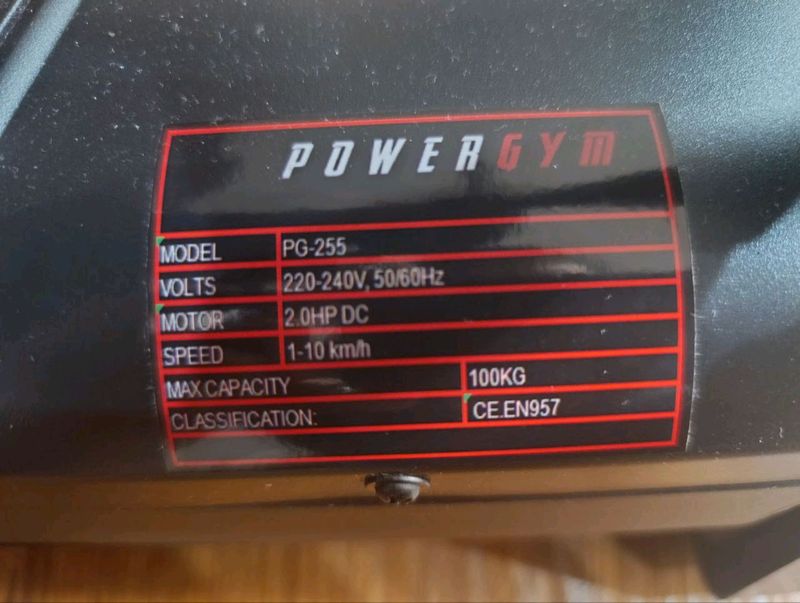 POWERGYM
MODEL PG-255
VOLTS 220-240V, 50/60Hz
MOTOR 2.0HP DC
SPEED 1-10 km/h
MAX CAPACITY 100KG
CLASSIFICATION: CE.EN957